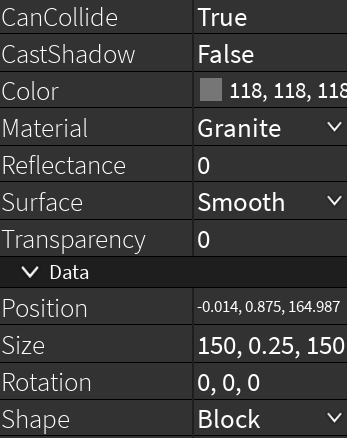 CanCollide True
CastShadow False
Color 118, 118, 118
Material Granite
Reflectance 0
Surface Smooth
Transparency 0
Data
Position -0.014, 0.875, 164.987
Size 150, 0.25, 150
Rotation 0, 0, 0
Shape Block